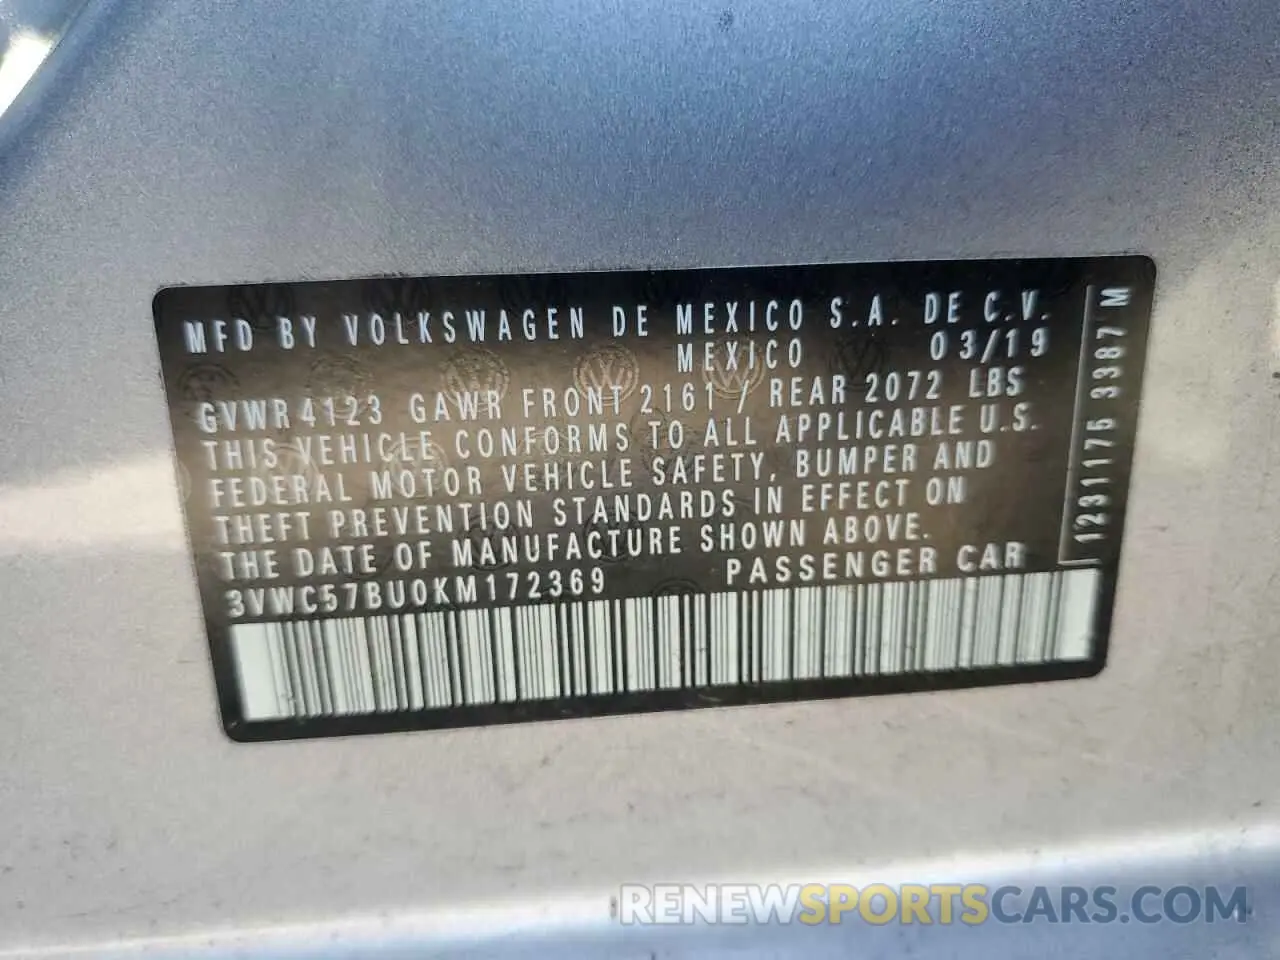 MFD BY VOLKSWAGEN DE MEXICO S.A. DE C.V.
MEXICO 03/19
GVWR 4123 GAWR FRONT 2161 / REAR 2072 LBS
THIS VEHICLE CONFORMS TO ALL APPLICABLE U.S.
FEDERAL MOTOR VEHICLE SAFETY, BUMPER AND
THEFT PREVENTION STANDARDS IN EFFECT ON
THE DATE OF MANUFACTURE SHOWN ABOVE.
3VWC57BU0KM172369 PASSENGER CAR
1231175 3387 M
RENEWSPORTSCARS.COM